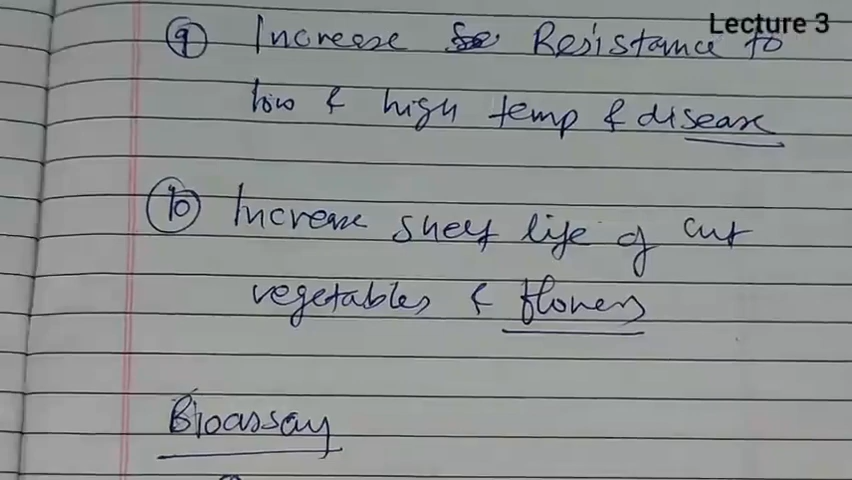 Lecture 3
9 Increase Resistance to
low & high temp & disease
10 Increase shelf life of cut
vegetables & flowers
Bioassay